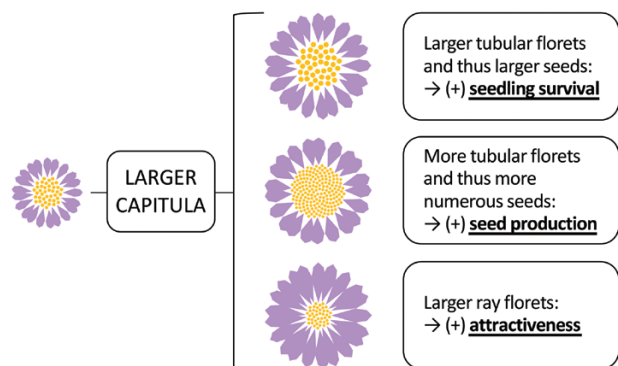 LARGER
CAPITULA
Larger tubular florets
and thus larger seeds:
→ (+) seedling survival
More tubular florets
and thus more
numerous seeds:
→ (+) seed production
Larger ray florets:
→ (+) attractiveness